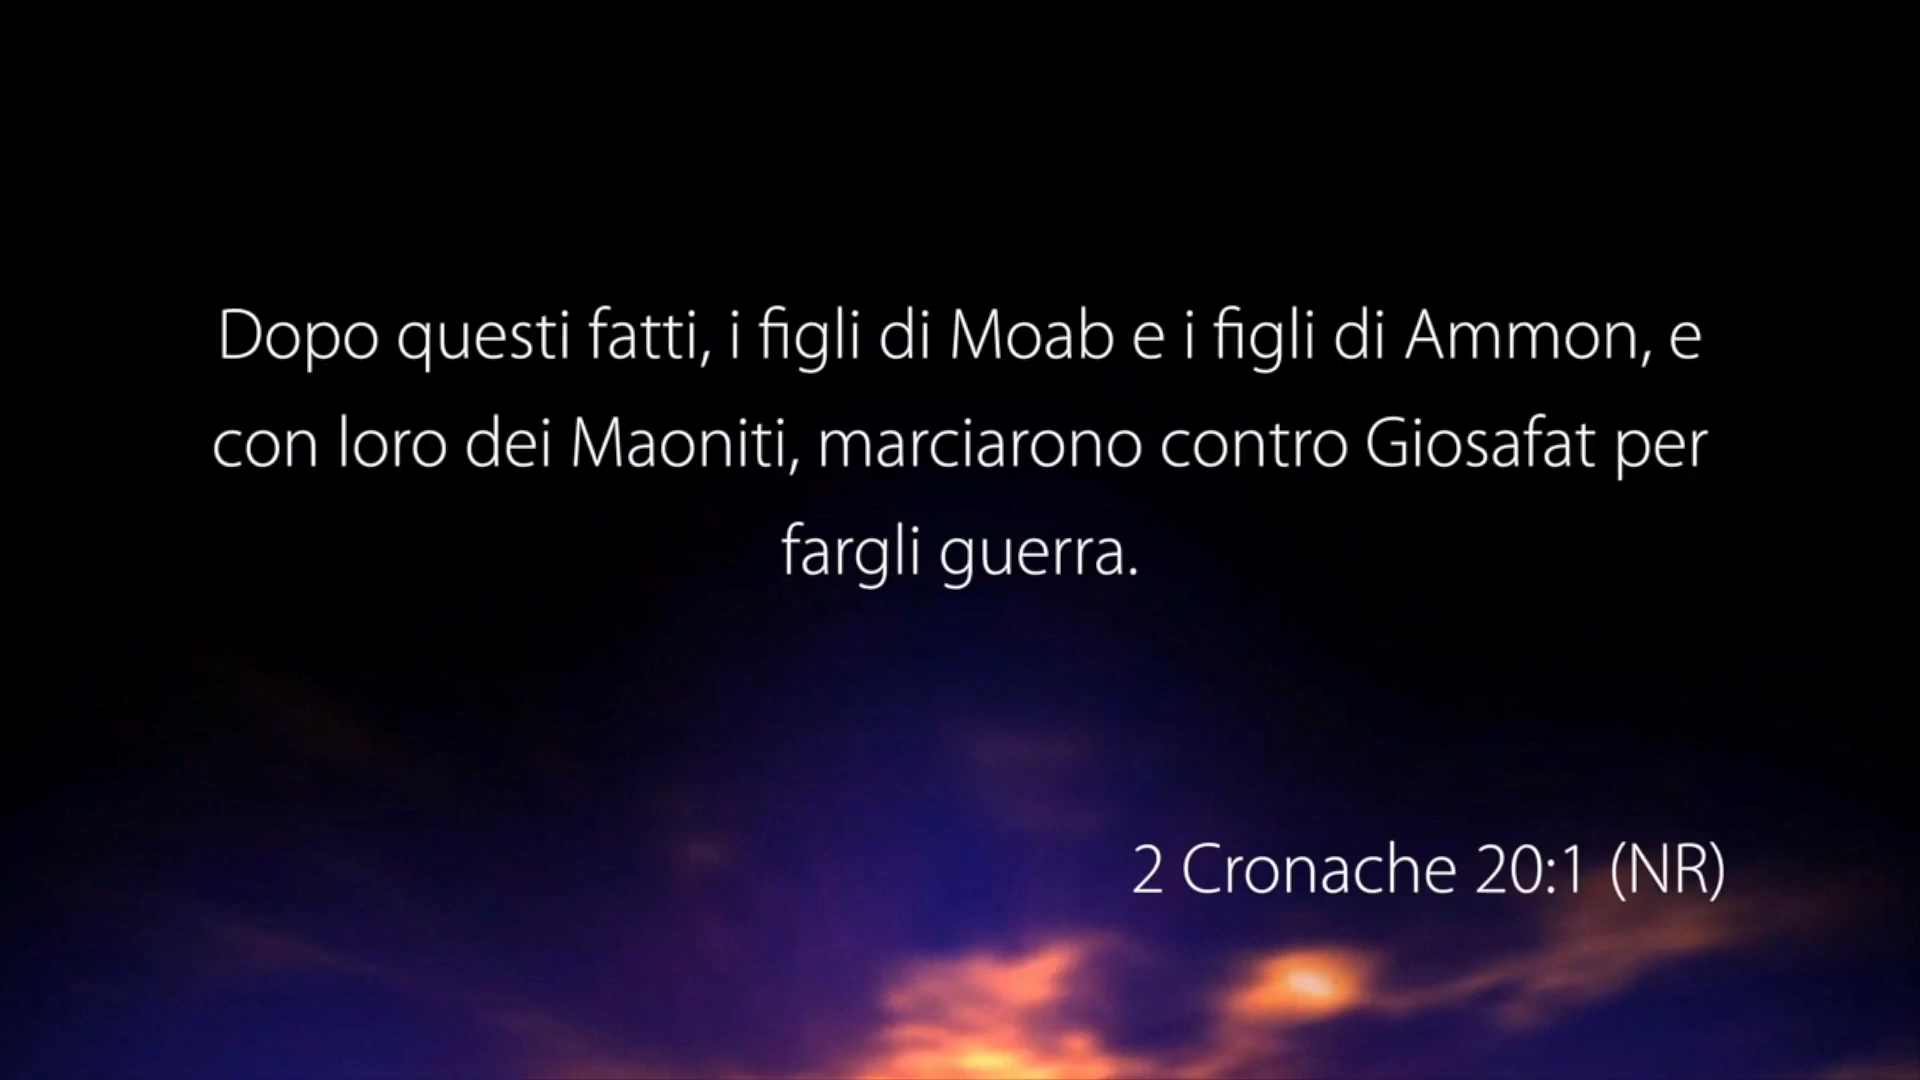 Dopo questi fatti, i figli di Moab e i figli di Ammon, e
con loro dei Maoniti, marciarono contro Giosafat per
fargli guerra.
2 Cronache 20:1 (NR)